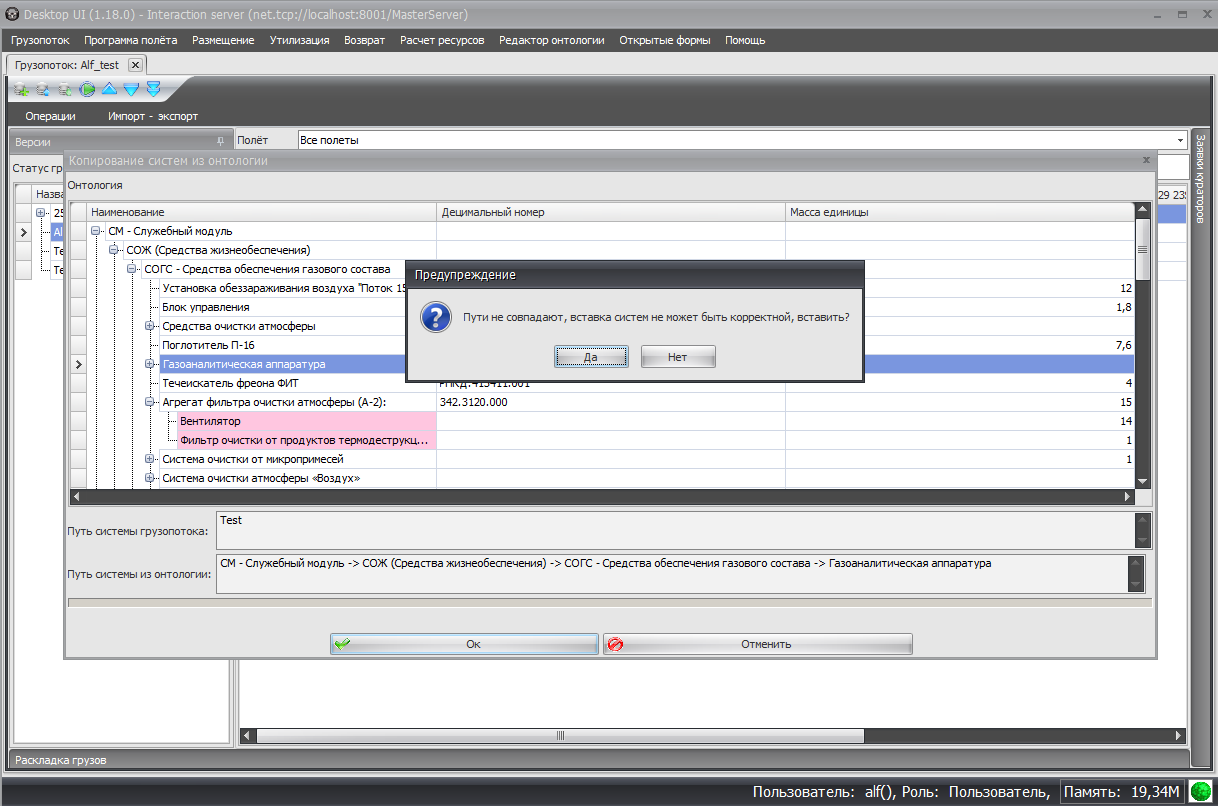 Desktop UI (1.18.0) - Interaction server (net.tcp://localhost:8001/MasterServer)
Грузопоток Программа полёта Размещение Утилизация Возврат Расчет ресурсов Редактор онтологии Открытые формы Помощь
Грузопоток: Alf_test
Операции Импорт - экспорт
Версии
Полёт Все полеты
Заявки кураторов
Статус гр
Копирование систем из онтологии
Онтология
Назва
29 23
Наименование Децимальный номер Масса единицы
25
СМ - Служебный модуль
Al
СОЖ (Средства жизнеобеспечения)
Те
СОГС - Средства обеспечения газового состава
Те
Предупреждение
Установка обеззараживания воздуха "Поток 15 12
Блок управления 1,8
Пути не совпадают, вставка систем не может быть корректной, вставить?
Средства очистки атмосферы
Поглотитель П-16 7,6
Да Нет
Газоаналитическая аппаратура
Течеискатель фреона ФИТ 4
Агрегат фильтра очистки атмосферы (А-2): 342.3120.000 15
Вентилятор 14
Фильтр очистки от продуктов термодеструкц... 1
Система очистки от микропримесей 1
Система очистки атмосферы «Воздух»
Путь системы грузопотока: Test
Путь системы из онтологии: СМ - Служебный модуль -> СОЖ (Средства жизнеобеспечения) -> СОГС - Средства обеспечения газового состава -> Газоаналитическая аппаратура
Ок Отменить
Раскладка грузов
Пользователь: alf(), Роль: Пользователь, Память: 19,34М